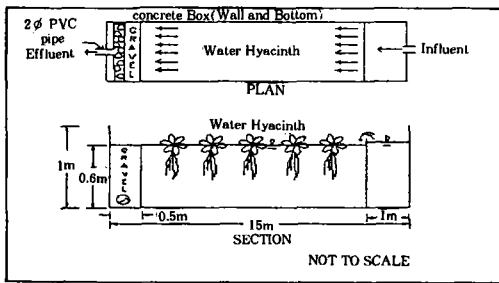 concrete Box(Wall and Bottom)
2ø PVC
pipe
Effluent
GRAVEL
Water Hyacinth
Influent
PLAN
Water Hyacinth
1m
0.6m
GRAVEL
0.5m
1m
15m
SECTION
NOT TO SCALE